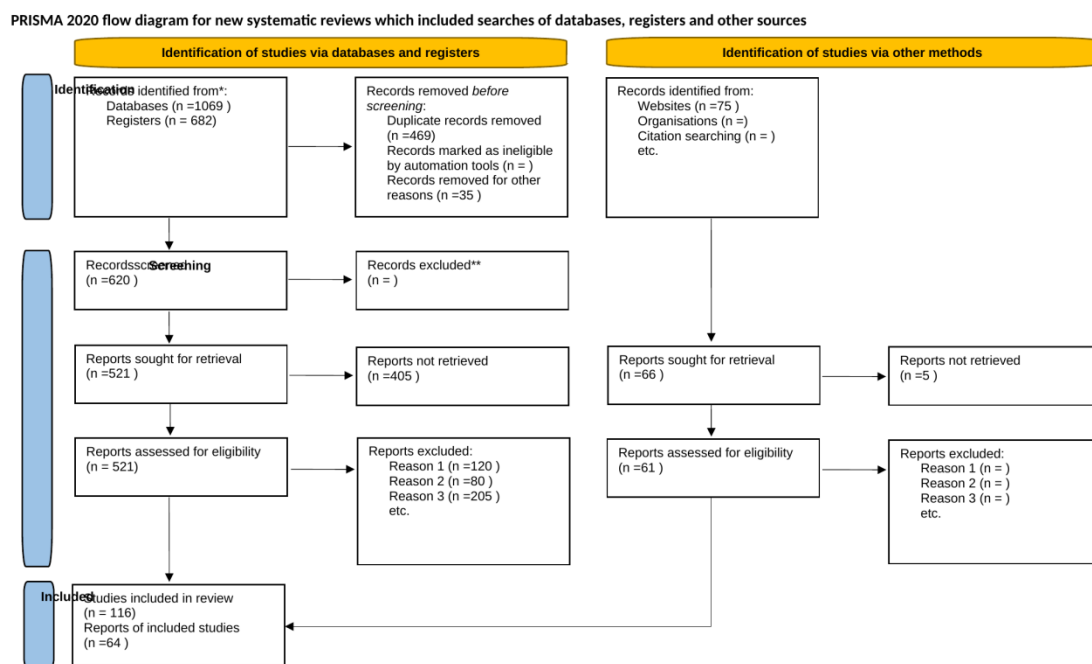 PRISMA 2020 flow diagram for new systematic reviews which included searches of databases, registers and other sources
Identification of studies via databases and registers
Identification of studies via other methods
Identification
Records identified from*:
Databases (n =1069 )
Registers (n = 682)
Records removed before
screening:
Duplicate records removed
(n =469)
Records marked as ineligible
by automation tools (n = )
Records removed for other
reasons (n =35 )
Records identified from:
Websites (n =75 )
Organisations (n =)
Citation searching (n = )
etc.
Screening
Records screened
(n =620 )
Records excluded**
(n = )
Reports sought for retrieval
(n =521 )
Reports not retrieved
(n =405 )
Reports sought for retrieval
(n =66 )
Reports not retrieved
(n =5 )
Reports assessed for eligibility
(n = 521)
Reports excluded:
Reason 1 (n =120 )
Reason 2 (n =80 )
Reason 3 (n =205 )
etc.
Reports assessed for eligibility
(n =61 )
Reports excluded:
Reason 1 (n = )
Reason 2 (n = )
Reason 3 (n = )
etc.
Included
Studies included in review
(n = 116)
Reports of included studies
(n =64 )